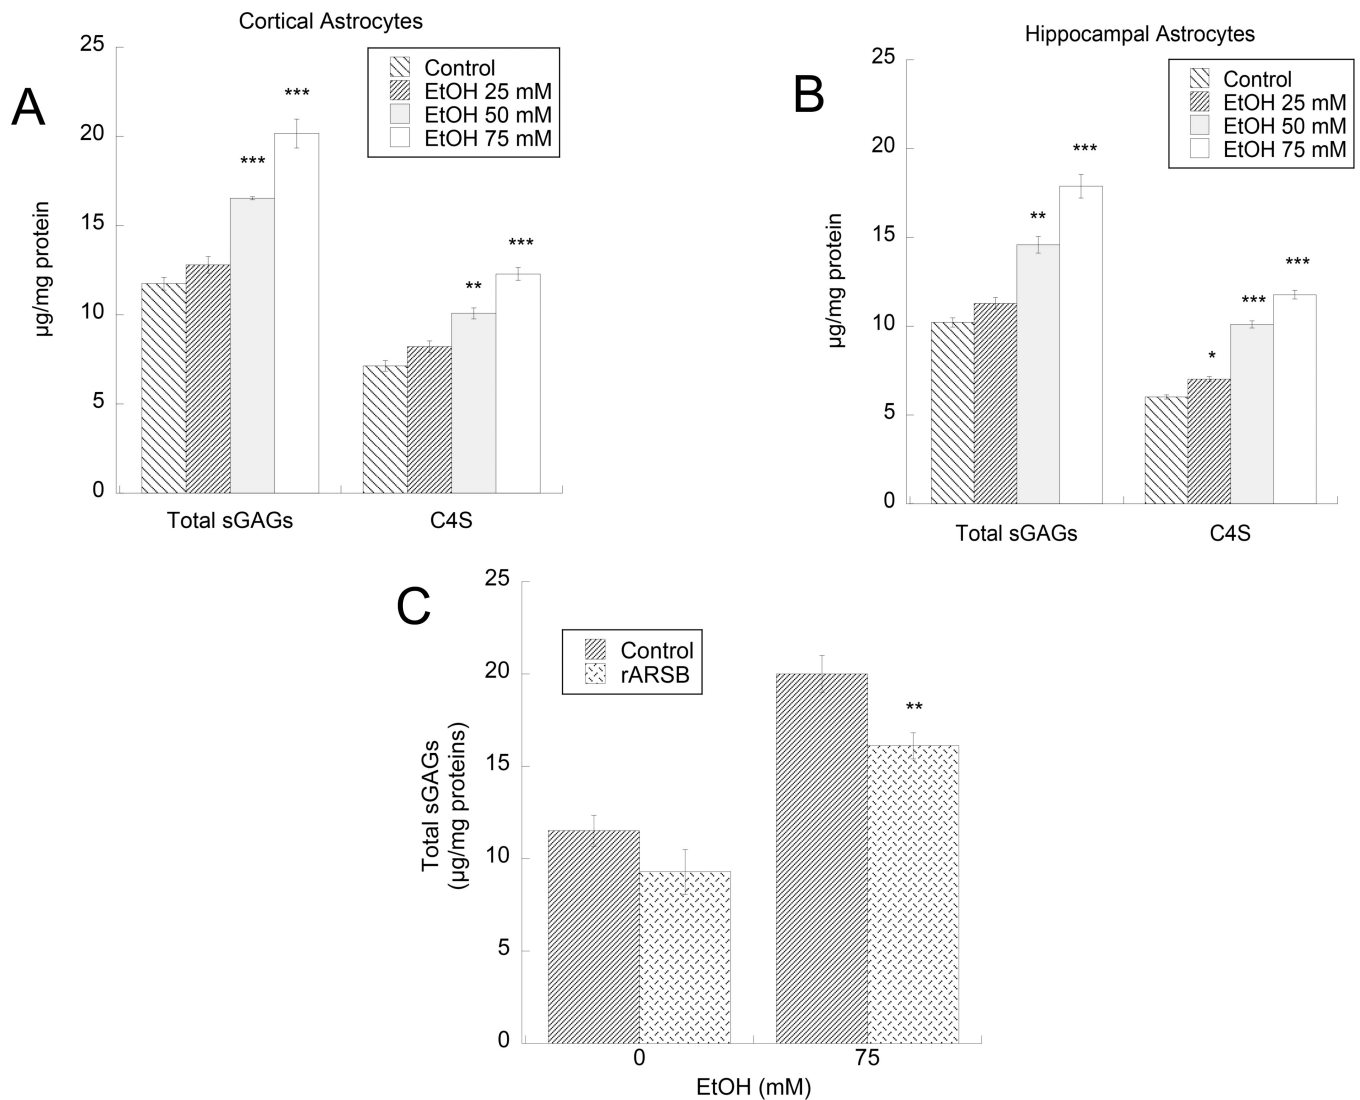 Cortical Astrocytes
A
25
20
15
10
5
0
µg/mg protein
Control
EtOH 25 mM
EtOH 50 mM
EtOH 75 mM
***
***
**
***
Total sGAGs
C4S
Hippocampal Astrocytes
B
25
20
15
10
5
0
µg/mg protein
Control
EtOH 25 mM
EtOH 50 mM
EtOH 75 mM
**
***
*
***
***
Total sGAGs
C4S
C
25
20
15
10
5
0
Total sGAGs
(µg/mg proteins)
Control
rARSB
**
0
75
EtOH (mM)